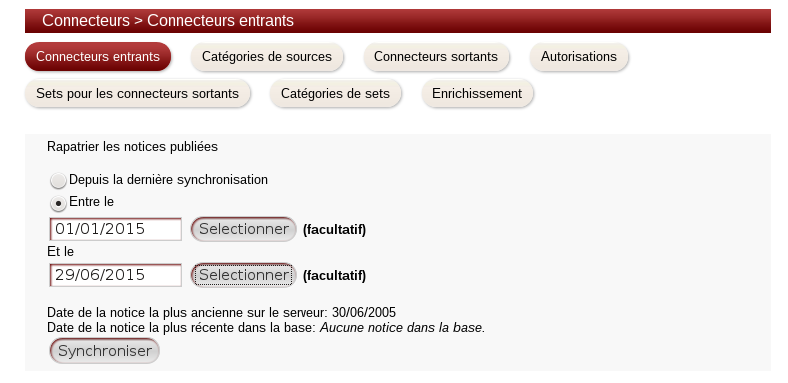 Connecteurs > Connecteurs entrants
Connecteurs entrants Catégories de sources Connecteurs sortants Autorisations
Sets pour les connecteurs sortants Catégories de sets Enrichissement
Rapatrier les notices publiées
Depuis la dernière synchronisation
Entre le
01/01/2015 Selectionner (facultatif)
Et le
29/06/2015 Selectionner (facultatif)
Date de la notice la plus ancienne sur le serveur: 30/06/2005
Date de la notice la plus récente dans la base: Aucune notice dans la base.
Synchroniser